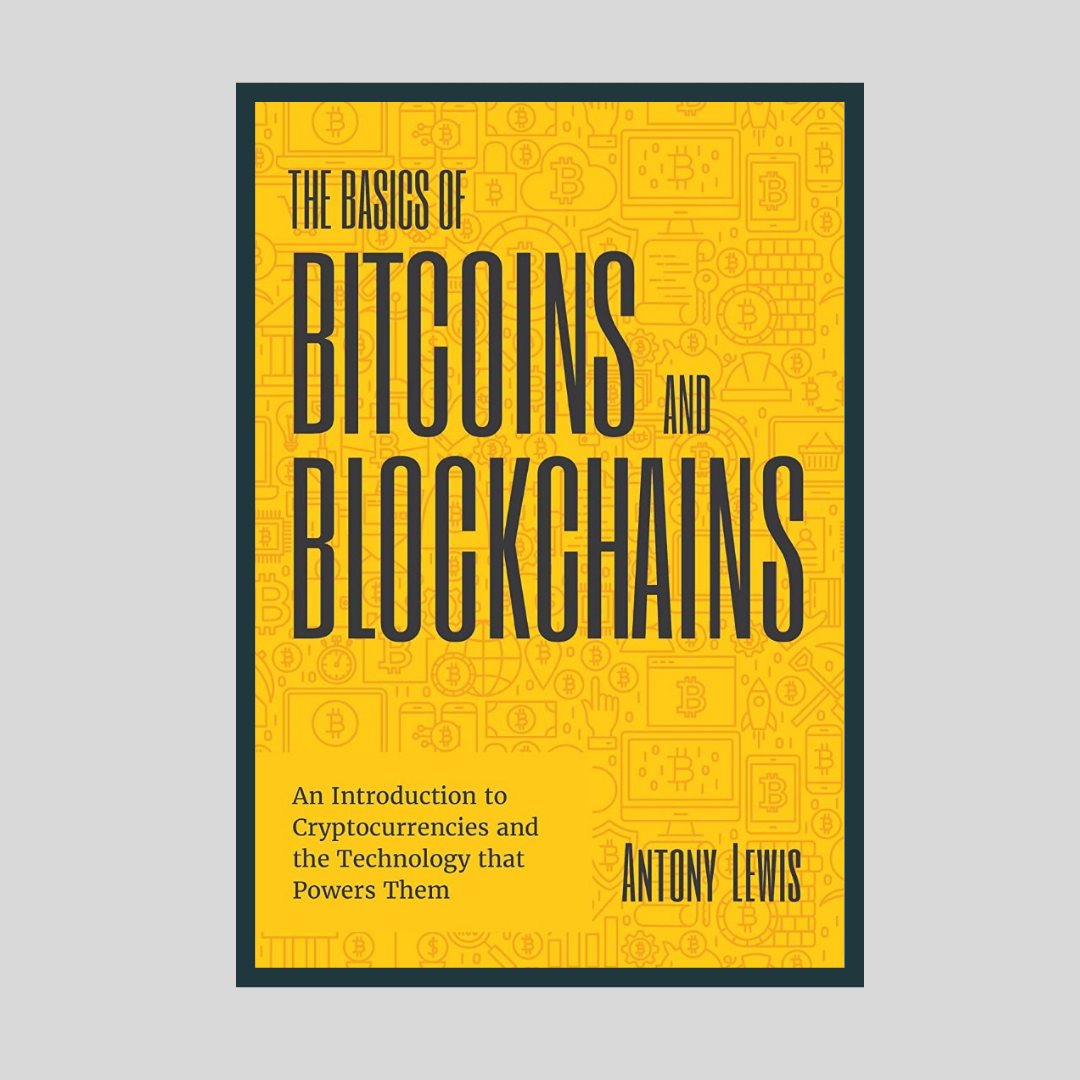 THE BASICS OF
BITCOINS AND
BLOCKCHAINS
An Introduction to
Cryptocurrencies and
the Technology that
Powers Them
ANTONY LEWIS